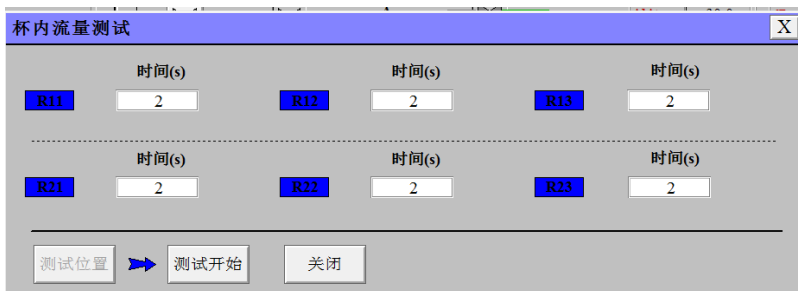 杯内流量测试 X
时间(s) 时间(s) 时间(s)
R11 2 R12 2 R13 2
时间(s) 时间(s) 时间(s)
R21 2 R22 2 R23 2
测试位置 测试开始 关闭